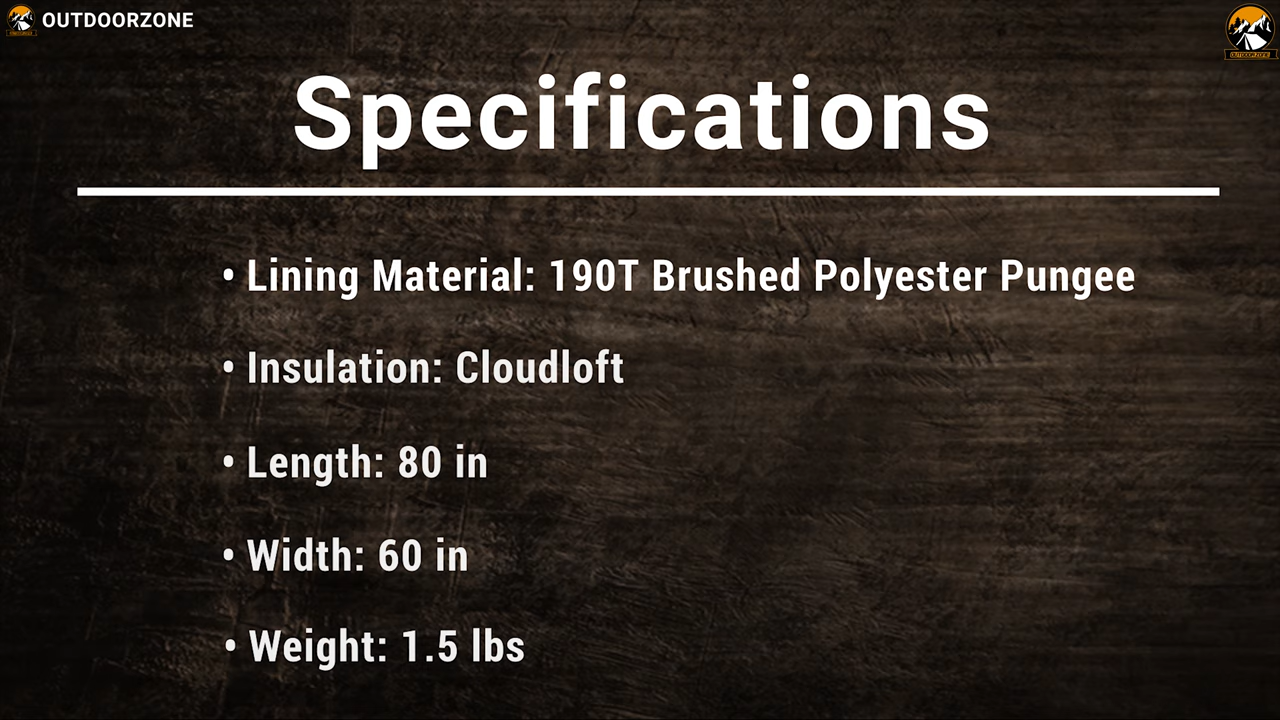 OUTDOORZONE
OUTDOORZONE
Specifications
• Lining Material: 190T Brushed Polyester Pungee
• Insulation: Cloudloft
• Length: 80 in
• Width: 60 in
• Weight: 1.5 lbs